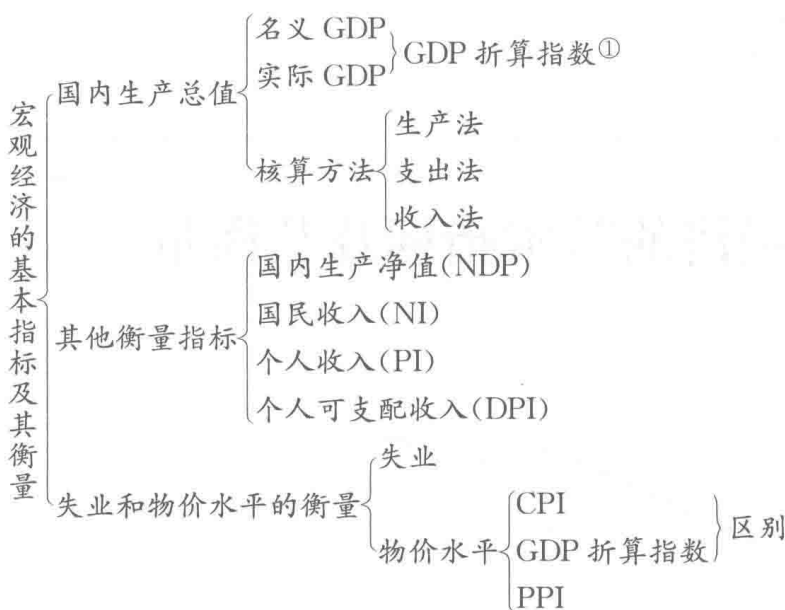 宏观经济的基本指标及其衡量
国内生产总值
名义 GDP
实际 GDP
GDP 折算指数①
核算方法
生产法
支出法
收入法
其他衡量指标
国内生产净值(NDP)
国民收入(NI)
个人收入(PI)
个人可支配收入(DPI)
失业和物价水平的衡量
失业
物价水平
CPI
GDP 折算指数
PPI
区别